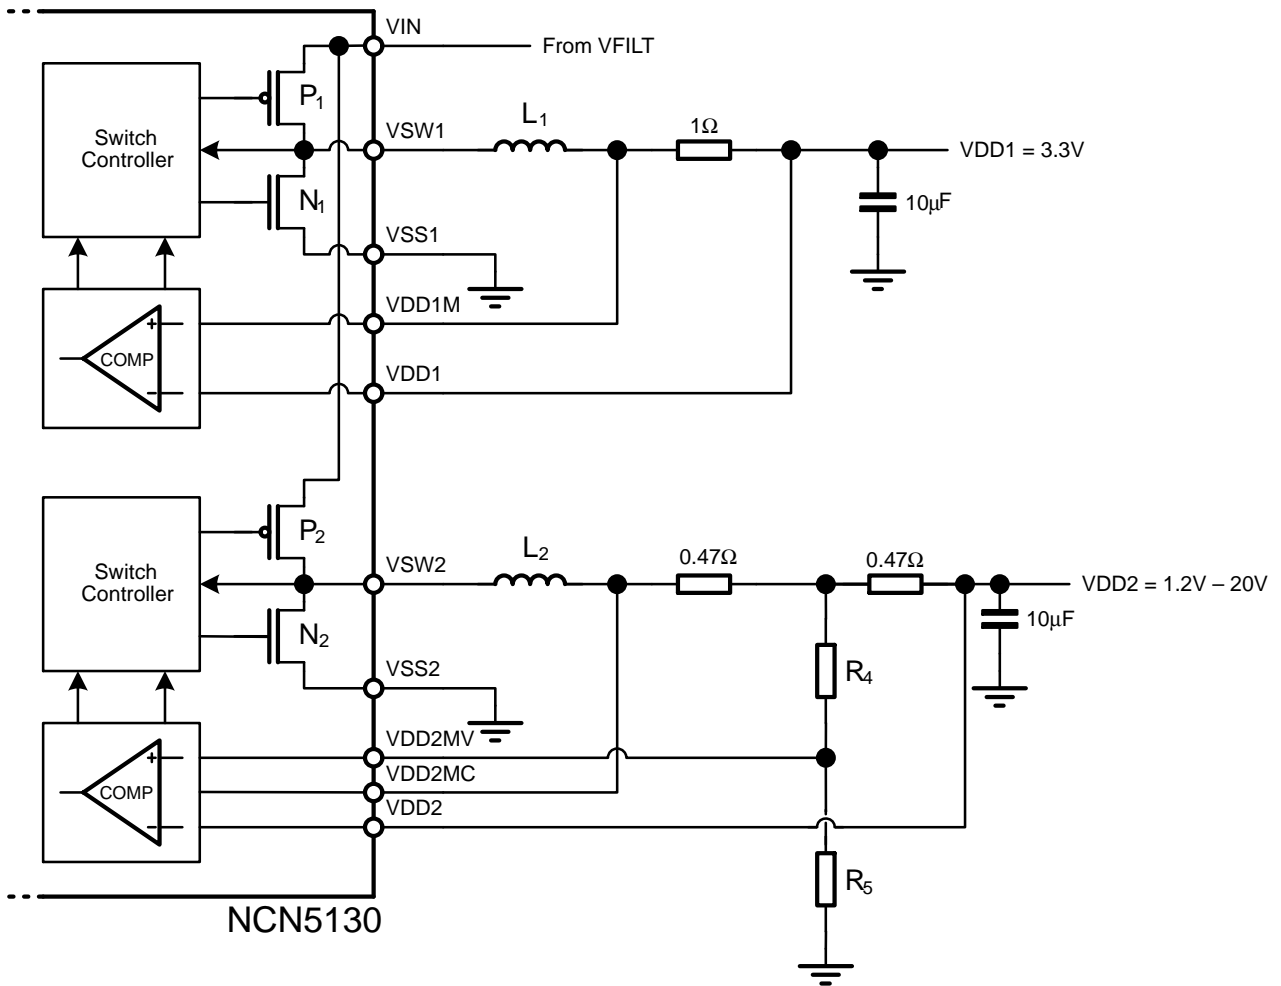 VIN
From VFILT
P1
L1
1Ω
VSW1
VDD1 = 3.3V
Switch
Controller
N1
10μF
VSS1
VDD1M
+
COMP
VDD1
−
P2
L2
0.47Ω
0.47Ω
VSW2
VDD2 = 1.2V – 20V
Switch
Controller
N2
10μF
VSS2
R4
VDD2MV
+
VDD2MC
COMP
VDD2
−
R5
NCN5130